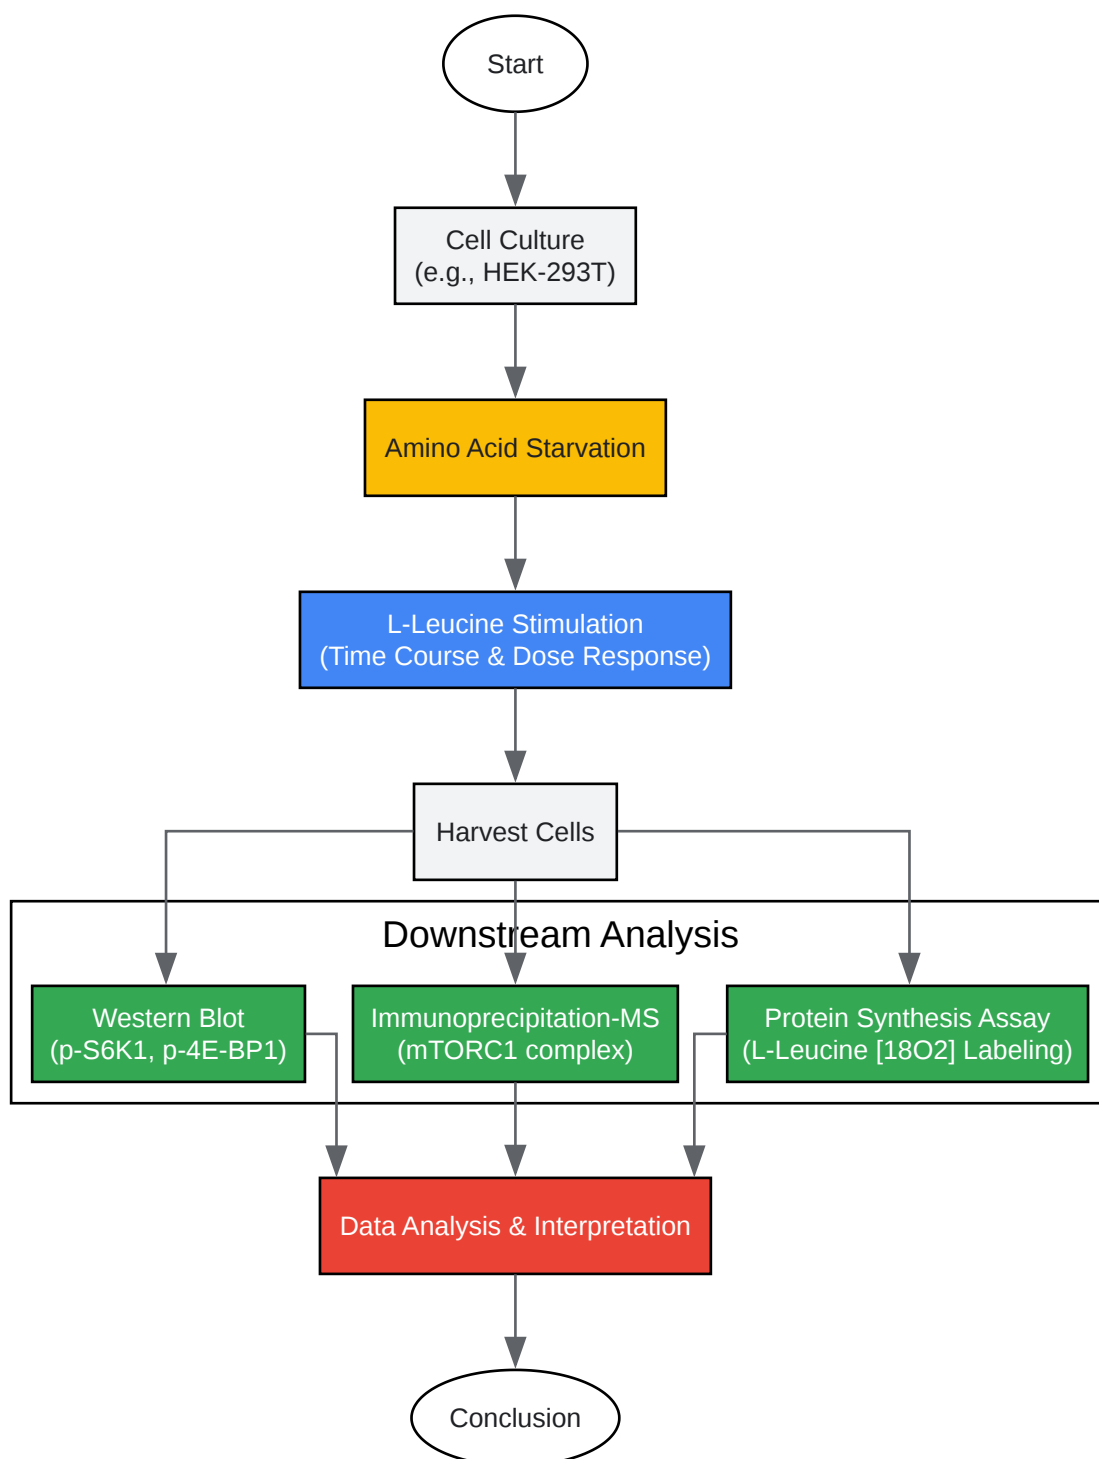 Start
Cell Culture
(e.g., HEK-293T)
Amino Acid Starvation
L-Leucine Stimulation
(Time Course & Dose Response)
Harvest Cells
Downstream Analysis
Western Blot
(p-S6K1, p-4E-BP1)
Immunoprecipitation-MS
(mTORC1 complex)
Protein Synthesis Assay
(L-Leucine [18O2] Labeling)
Data Analysis & Interpretation
Conclusion